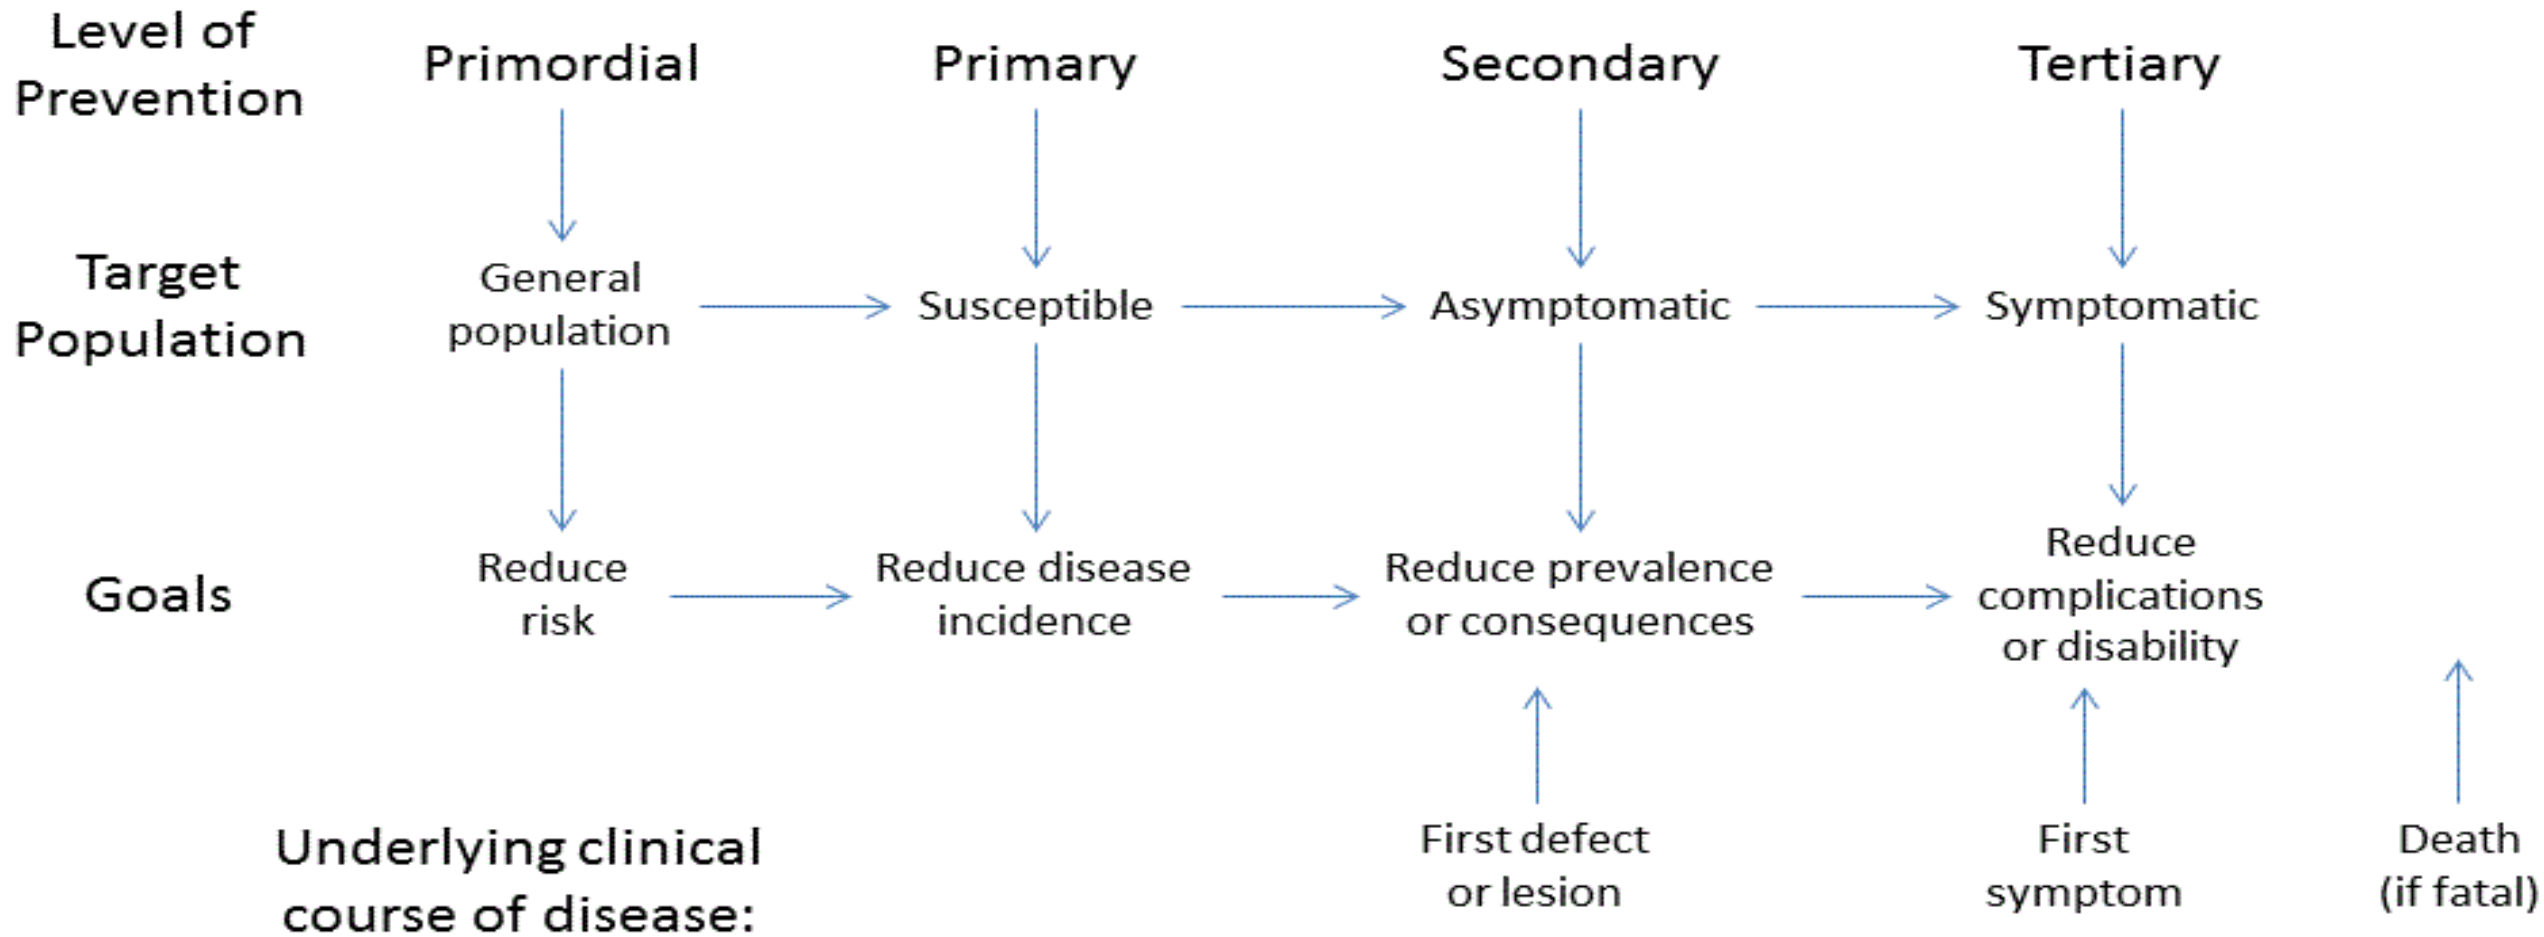 Level of
Prevention
Primordial
Primary
Secondary
Tertiary
Target
Population
General
population
Susceptible
Asymptomatic
Symptomatic
Goals
Reduce
risk
Reduce disease
incidence
Reduce prevalence
or consequences
Reduce
complications
or disability
Underlying clinical
course of disease:
First defect
or lesion
First
symptom
Death
(if fatal)